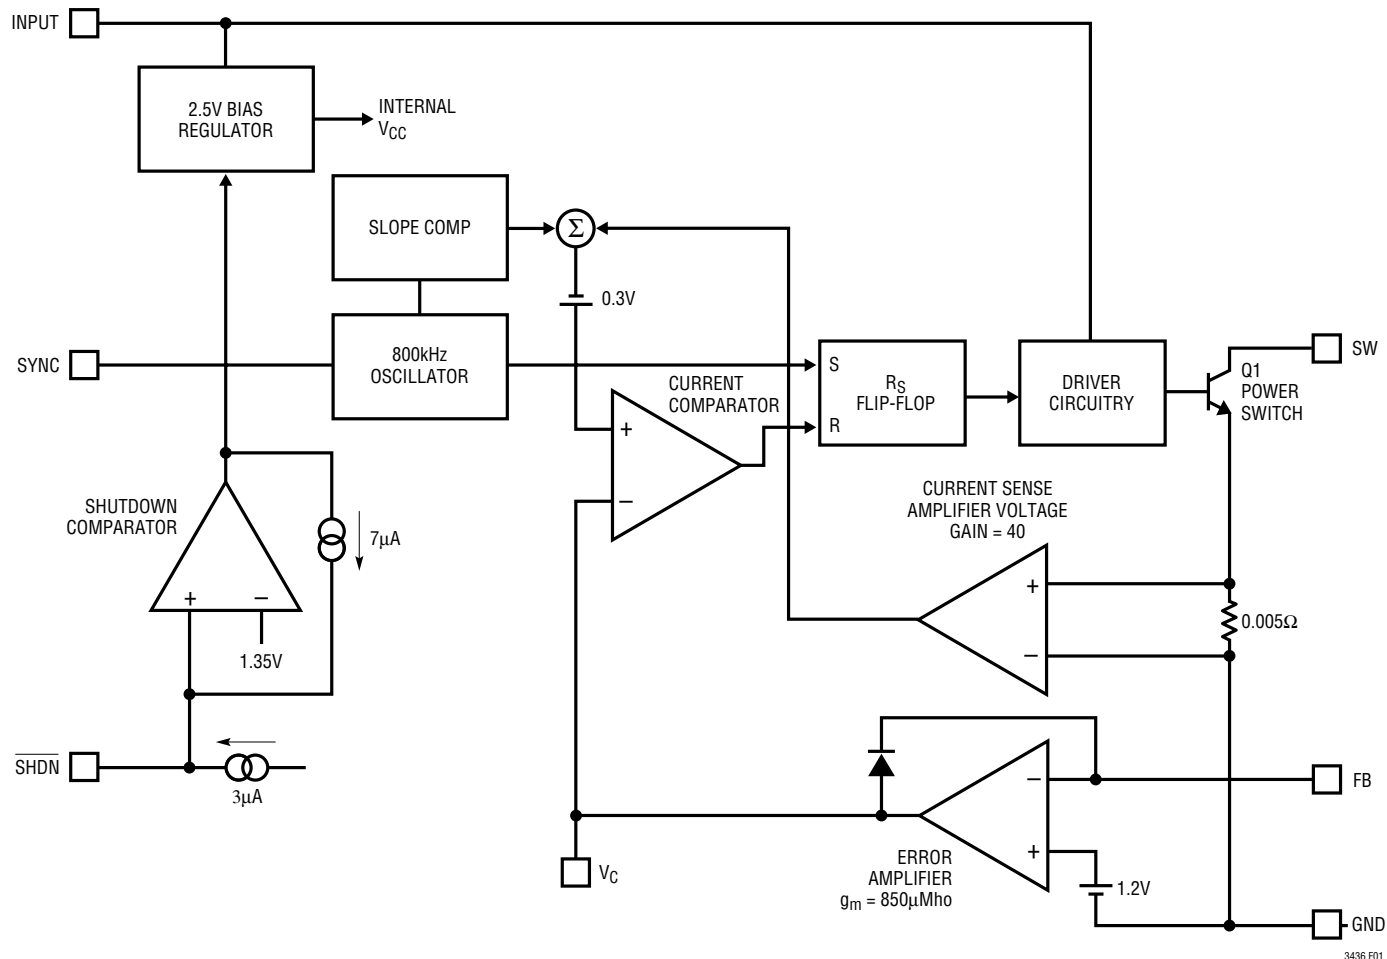 INPUT
2.5V BIAS
REGULATOR
INTERNAL
VCC
SLOPE COMP
Σ
0.3V
SYNC
800kHz
OSCILLATOR
CURRENT
COMPARATOR
+
−
S
R
RS
FLIP-FLOP
DRIVER
CIRCUITRY
SW
Q1
POWER
SWITCH
SHUTDOWN
COMPARATOR
+
−
1.35V
7µA
CURRENT SENSE
AMPLIFIER VOLTAGE
GAIN = 40
+
−
0.005Ω
SHDN
3µA
VC
ERROR
AMPLIFIER
gm = 850µMho
−
+
1.2V
FB
GND
3436 F01